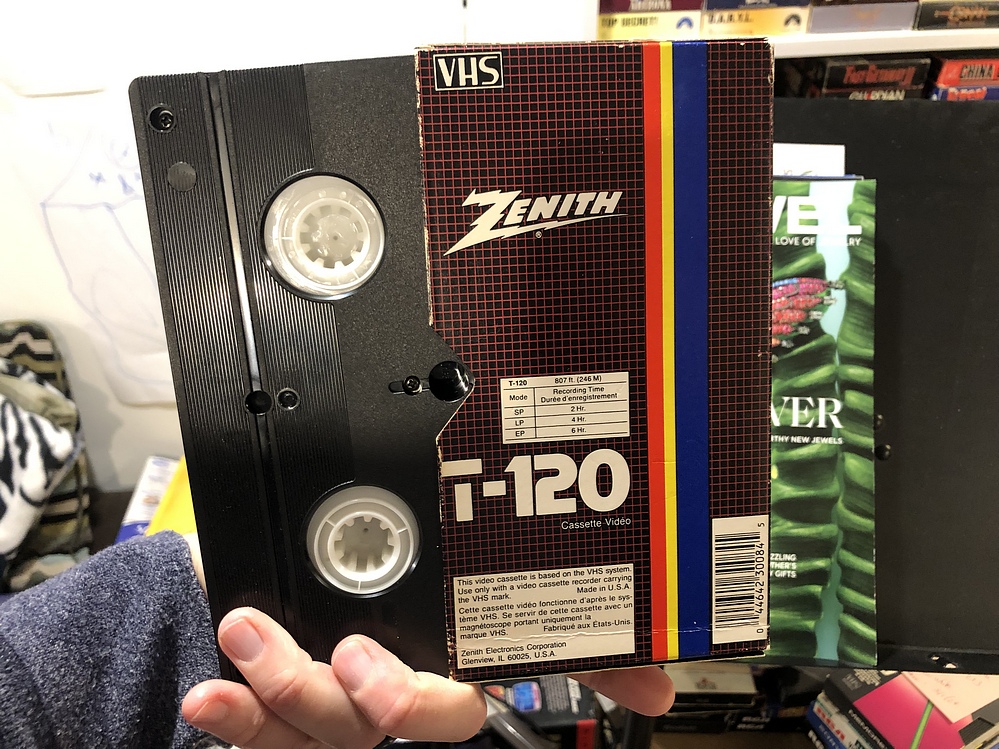 VHS
ZENITH
®
T-120 807 ft. (246 M)
Mode Recording Time
Durée d'enregistrement
SP 2 Hr.
LP 4 Hr.
EP 6 Hr.
T-120
Cassette Vidéo
This video cassette is based on the VHS system.
Use only with a video cassette recorder carrying
the VHS mark. Made in U.S.A.
Cette cassette vidéo fonctionne d'après le sys-
tème VHS. Se servir de cette cassette avec un
magnétoscope portant uniquement la
marque VHS. Fabriqué aux États-Unis.
Zenith Electronics Corporation
Glenview, IL 60025, U.S.A.
0 44642 30084 5
TOP SECRET!
D.A.R.Y.L.
CHINA
LOVE OF
VER
THY NEW JEWELS
GIFTS